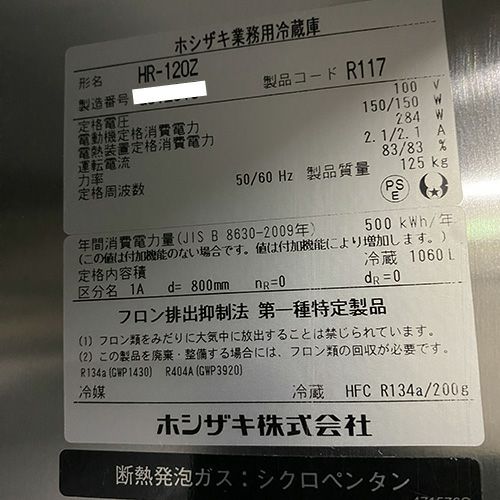 ホシザキ業務用冷蔵庫
形名 HR-120Z
製造番号 製品コード R117
定格電圧 100 V
電動機定格消費電力 150/150 W
電熱装置定格消費電力 284 W
運転電流 2.1/2.1 A
力率 83/83 %
定格周波数 50/60 Hz 製品質量 125 kg
PS
E
年間消費電力量(JIS B 8630-2009年) 500 kWh/年
(この値は付加機能のない場合です。値は付加機能により増加します。)
定格内容積 冷蔵 1060 L
区分名 1A d= 800mm nR=0 dR=0
フロン排出抑制法 第一種特定製品
(1) フロン類をみだりに大気中に放出することは禁じられています。
(2) この製品を廃棄・整備する場合には、フロン類の回収が必要です。
R134a(GWP1430) R404A(GWP3920)
冷媒 冷蔵 HFC R134a/200g
ホシザキ株式会社
断熱発泡ガス:シクロペンタン